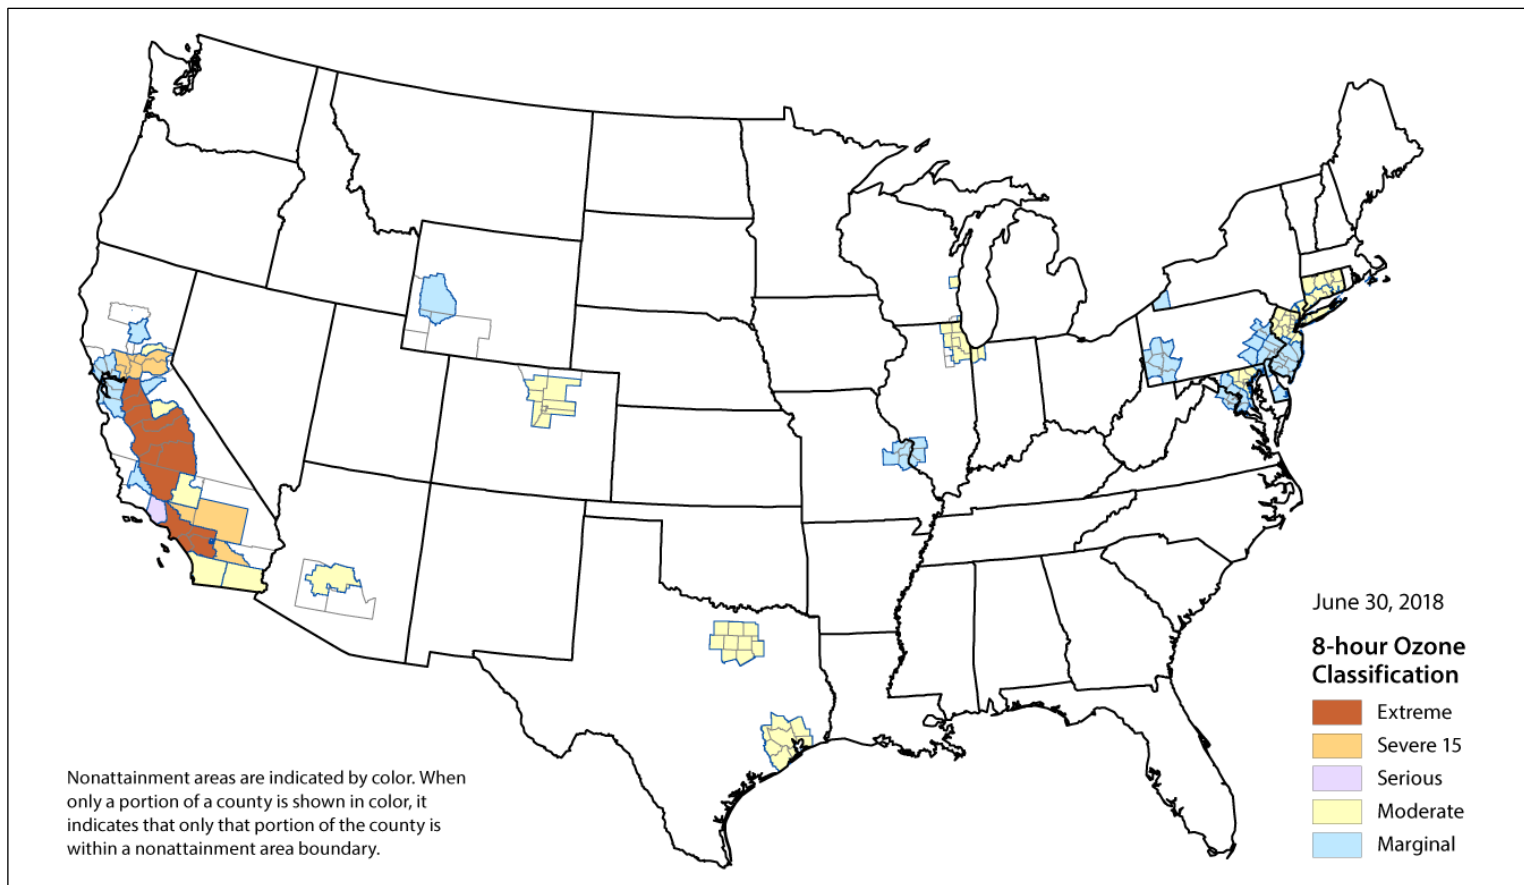 June 30, 2018
8-hour Ozone
Classification
Extreme
Severe 15
Serious
Moderate
Marginal
Nonattainment areas are indicated by color. When
only a portion of a county is shown in color, it
indicates that only that portion of the county is
within a nonattainment area boundary.